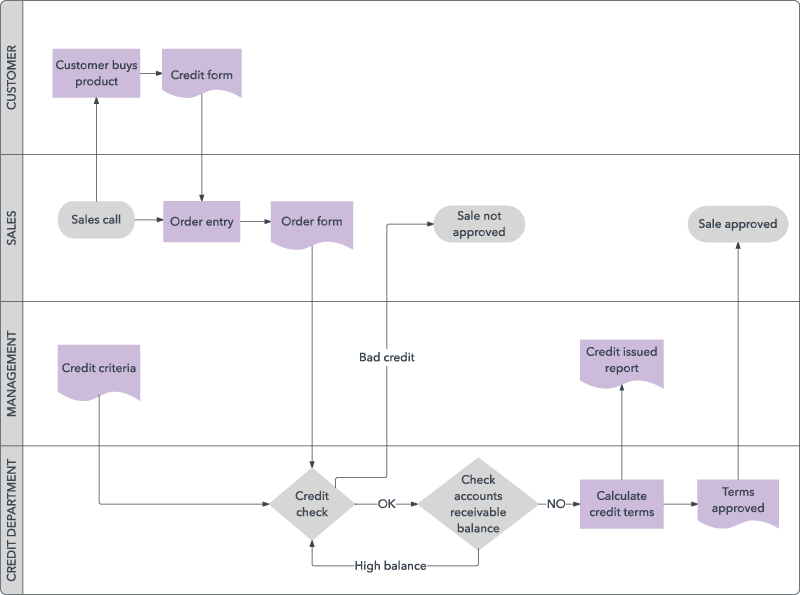 CUSTOMER
Customer buys
product
Credit form
SALES
Sales call
Order entry
Order form
Sale not
approved
Sale approved
MANAGEMENT
Credit criteria
Bad credit
Credit issued
report
CREDIT DEPARTMENT
Credit
check
OK
Check
accounts
receivable
balance
NO
Calculate
credit terms
Terms
approved
High balance